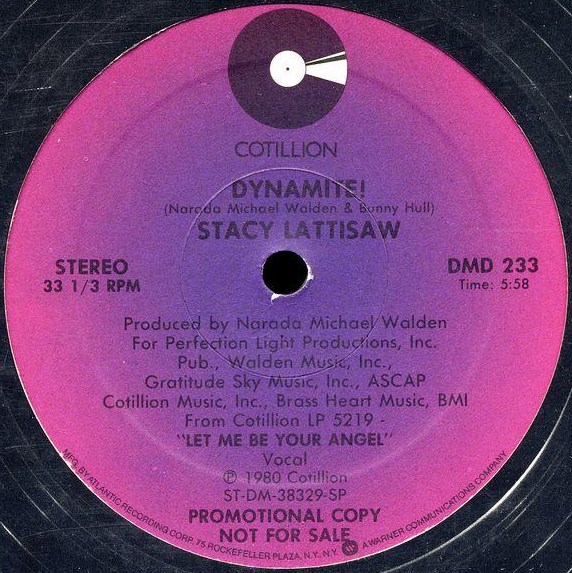 COTILLION
DYNAMITE!
(Narada Michael Walden & Bunny Hull)
STACY LATTISAW
STEREO
33 1/3 RPM
DMD 233
Time: 5:58
Produced by Narada Michael Walden
For Perfection Light Productions, Inc.
Pub., Walden Music, Inc.,
Gratitude Sky Music, Inc., ASCAP
Cotillion Music, Inc., Brass Heart Music, BMI
From Cotillion LP 5219 -
"LET ME BE YOUR ANGEL"
Vocal
℗ 1980 Cotillion
ST-DM-38329-SP
PROMOTIONAL COPY
NOT FOR SALE
MFG. BY ATLANTIC RECORDING CORP. 75 ROCKEFELLER PLAZA, N.Y. N.Y. A WARNER COMMUNICATIONS COMPANY